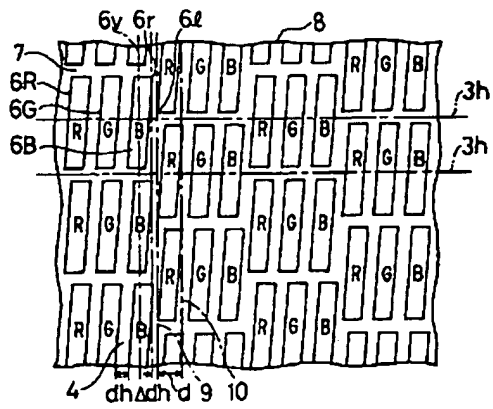 6v 6r 6ℓ 8
7
6R
6G
6B
R G B R G B
3h
R G B R G B
3h
R G B R G B
R G B R G B
R G B R G B
R G B
4 dh Δdh d 9 10